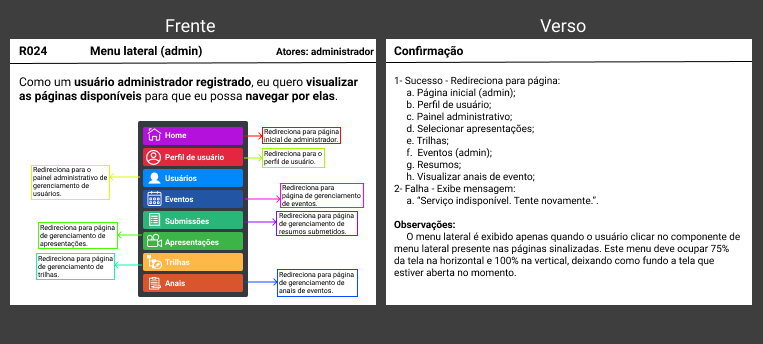 Frente
R024 Menu lateral (admin) Atores: administrador
Como um usuário administrador registrado, eu quero visualizar
as páginas disponíveis para que eu possa navegar por elas.
Home
Redireciona para página
inicial de administrador.
Perfil de usuário
Redireciona para o
perfil de usuário.
Redireciona para o
painel administrativo de
gerenciamento de
usuários.
Usuários
Eventos
Redireciona para
página de gerenciamento
de eventos.
Submissões
Redireciona para página
de gerenciamento de
resumos submetidos.
Redireciona para página
de gerenciamento de
apresentações.
Apresentações
Redireciona para página
de gerenciamento de
trilhas.
Trilhas
Anais
Redireciona para página
de gerenciamento de
anais de eventos.
Verso
Confirmação
1- Sucesso - Redireciona para página:
a. Página inicial (admin);
b. Perfil de usuário;
c. Painel administrativo;
d. Selecionar apresentações;
e. Trilhas;
f. Eventos (admin);
g. Resumos;
h. Visualizar anais de evento;
2- Falha - Exibe mensagem:
a. “Serviço indisponível. Tente novamente.”.
Observações:
O menu lateral é exibido apenas quando o usuário clicar no componente de
menu lateral presente nas páginas sinalizadas. Este menu deve ocupar 75%
da tela na horizontal e 100% na vertical, deixando como fundo a tela que
estiver aberta no momento.